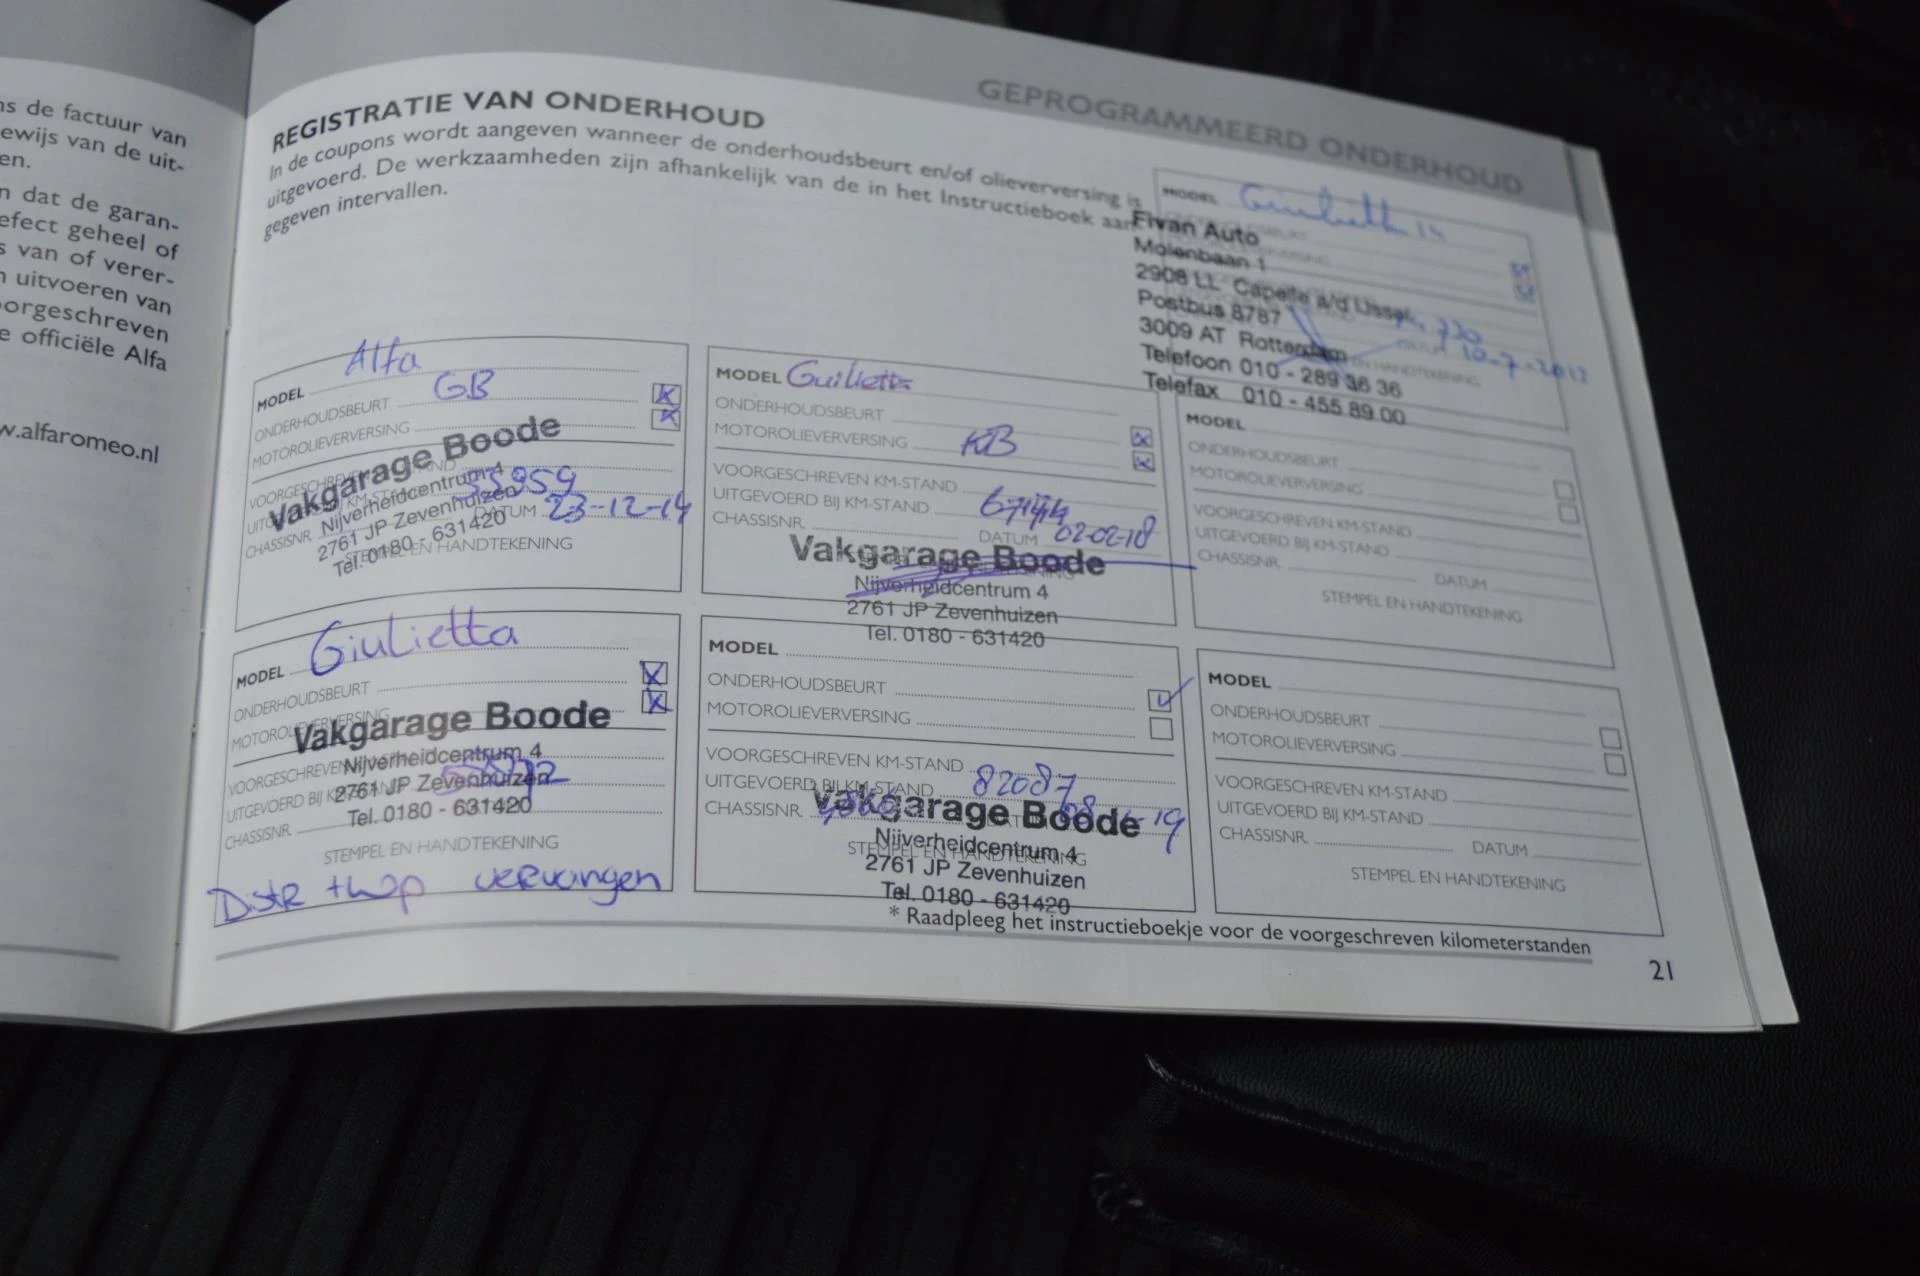 ns de factuur van
ewijs van de uit-
en.
n dat de garan-
efect geheel of
s van of verer-
n uitvoeren van
oorgeschreven
e officiële Alfa
w.alfaromeo.nl
GEPROGRAMMEERD ONDERHOUD
REGISTRATIE VAN ONDERHOUD
In de coupons wordt aangeven wanneer de onderhoudsbeurt en/of olieverversing is
uitgevoerd. De werkzaamheden zijn afhankelijk van de in het Instructieboek aan
gegeven intervallen.
MODEL
Eivan Auto
Molenbaan 1
2908 LL Capelle a/d IJssel
Postbus 8787
3009 AT Rotterdam
Telefoon 010 - 289 36 36
Telefax 010 - 455 89 00
10-7-2012
MODEL Alfa
ONDERHOUDSBEURT GB
MOTOROLIEVERVERSING
Vakgarage Boode
Nijverheidcentrum 4
2761 JP Zevenhuizen
Tel. 0180 - 631420
CHASSISNR.
DATUM 23-12-14
STEMPEL EN HANDTEKENING
MODEL Guilietta
ONDERHOUDSBEURT
MOTOROLIEVERVERSING KB
VOORGESCHREVEN KM-STAND
UITGEVOERD BIJ KM-STAND
CHASSISNR. DATUM 02-02-18
Vakgarage Boode
Nijverheidcentrum 4
2761 JP Zevenhuizen
Tel. 0180 - 631420
MODEL
ONDERHOUDSBEURT
MOTOROLIEVERVERSING
VOORGESCHREVEN KM-STAND
UITGEVOERD BIJ KM-STAND
CHASSISNR. DATUM
STEMPEL EN HANDTEKENING
MODEL Giulietta
ONDERHOUDSBEURT
MOTOROLIEVERVERSING
Vakgarage Boode
Nijverheidcentrum 4
2761 JP Zevenhuizen
Tel. 0180 - 631420
VOORGESCHREVEN
UITGEVOERD BIJ
CHASSISNR.
STEMPEL EN HANDTEKENING
Distr + wp vervangen
MODEL
ONDERHOUDSBEURT
MOTOROLIEVERVERSING
VOORGESCHREVEN KM-STAND
UITGEVOERD BIJ KM-STAND 82087
CHASSISNR.
Vakgarage Boode
Nijverheidcentrum 4
2761 JP Zevenhuizen
Tel. 0180 - 631420
MODEL
ONDERHOUDSBEURT
MOTOROLIEVERVERSING
VOORGESCHREVEN KM-STAND
UITGEVOERD BIJ KM-STAND
CHASSISNR. DATUM
STEMPEL EN HANDTEKENING
* Raadpleeg het instructieboekje voor de voorgeschreven kilometerstanden
21